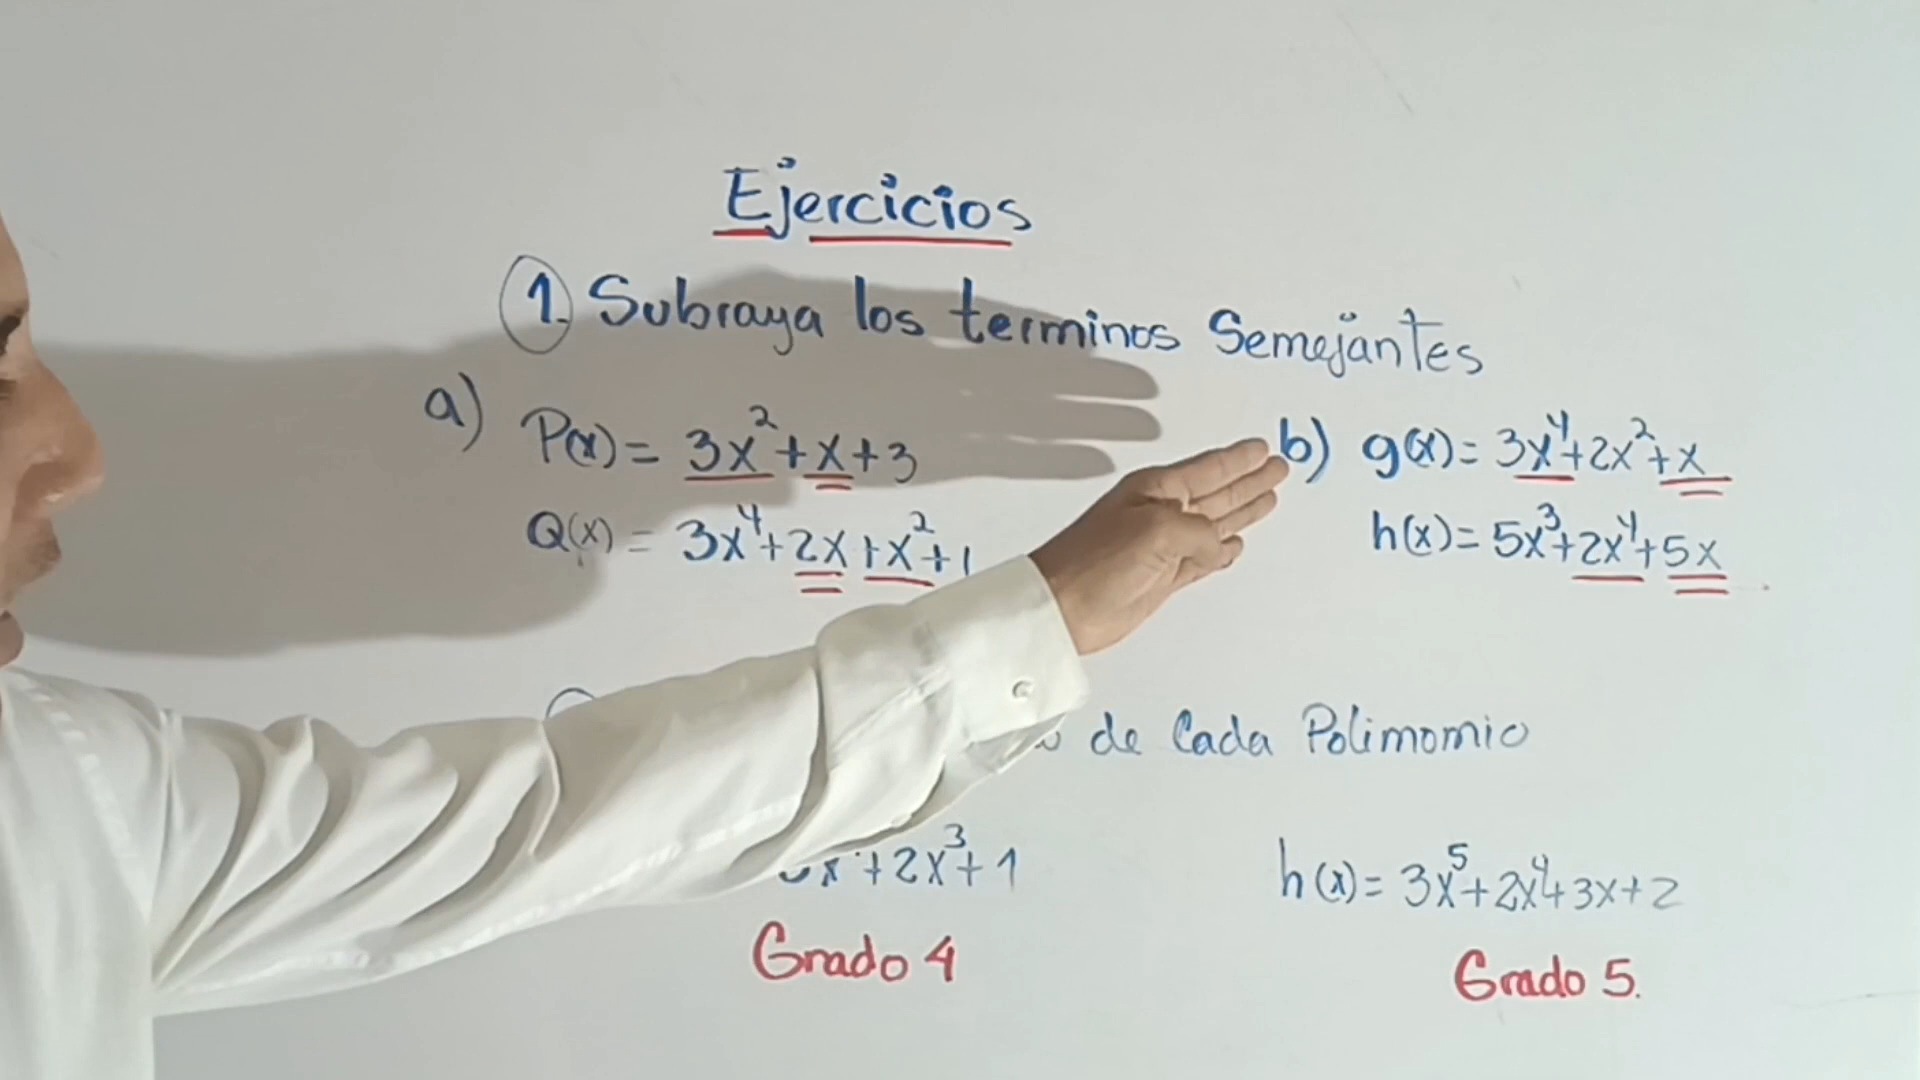 Ejercicios
1. Subraya los terminos Semejantes
a) P(x) = 3x² + x + 3
Q(x) = 3x⁴ + 2x + x² + 1
b) g(x) = 3x⁴ + 2x² + x
h(x) = 5x³ + 2x⁴ + 5x
de Cada Polimomio
+ 2x³ + 1
Grado 4
h(x) = 3x⁵ + 2x⁴ + 3x + 2
Grado 5.